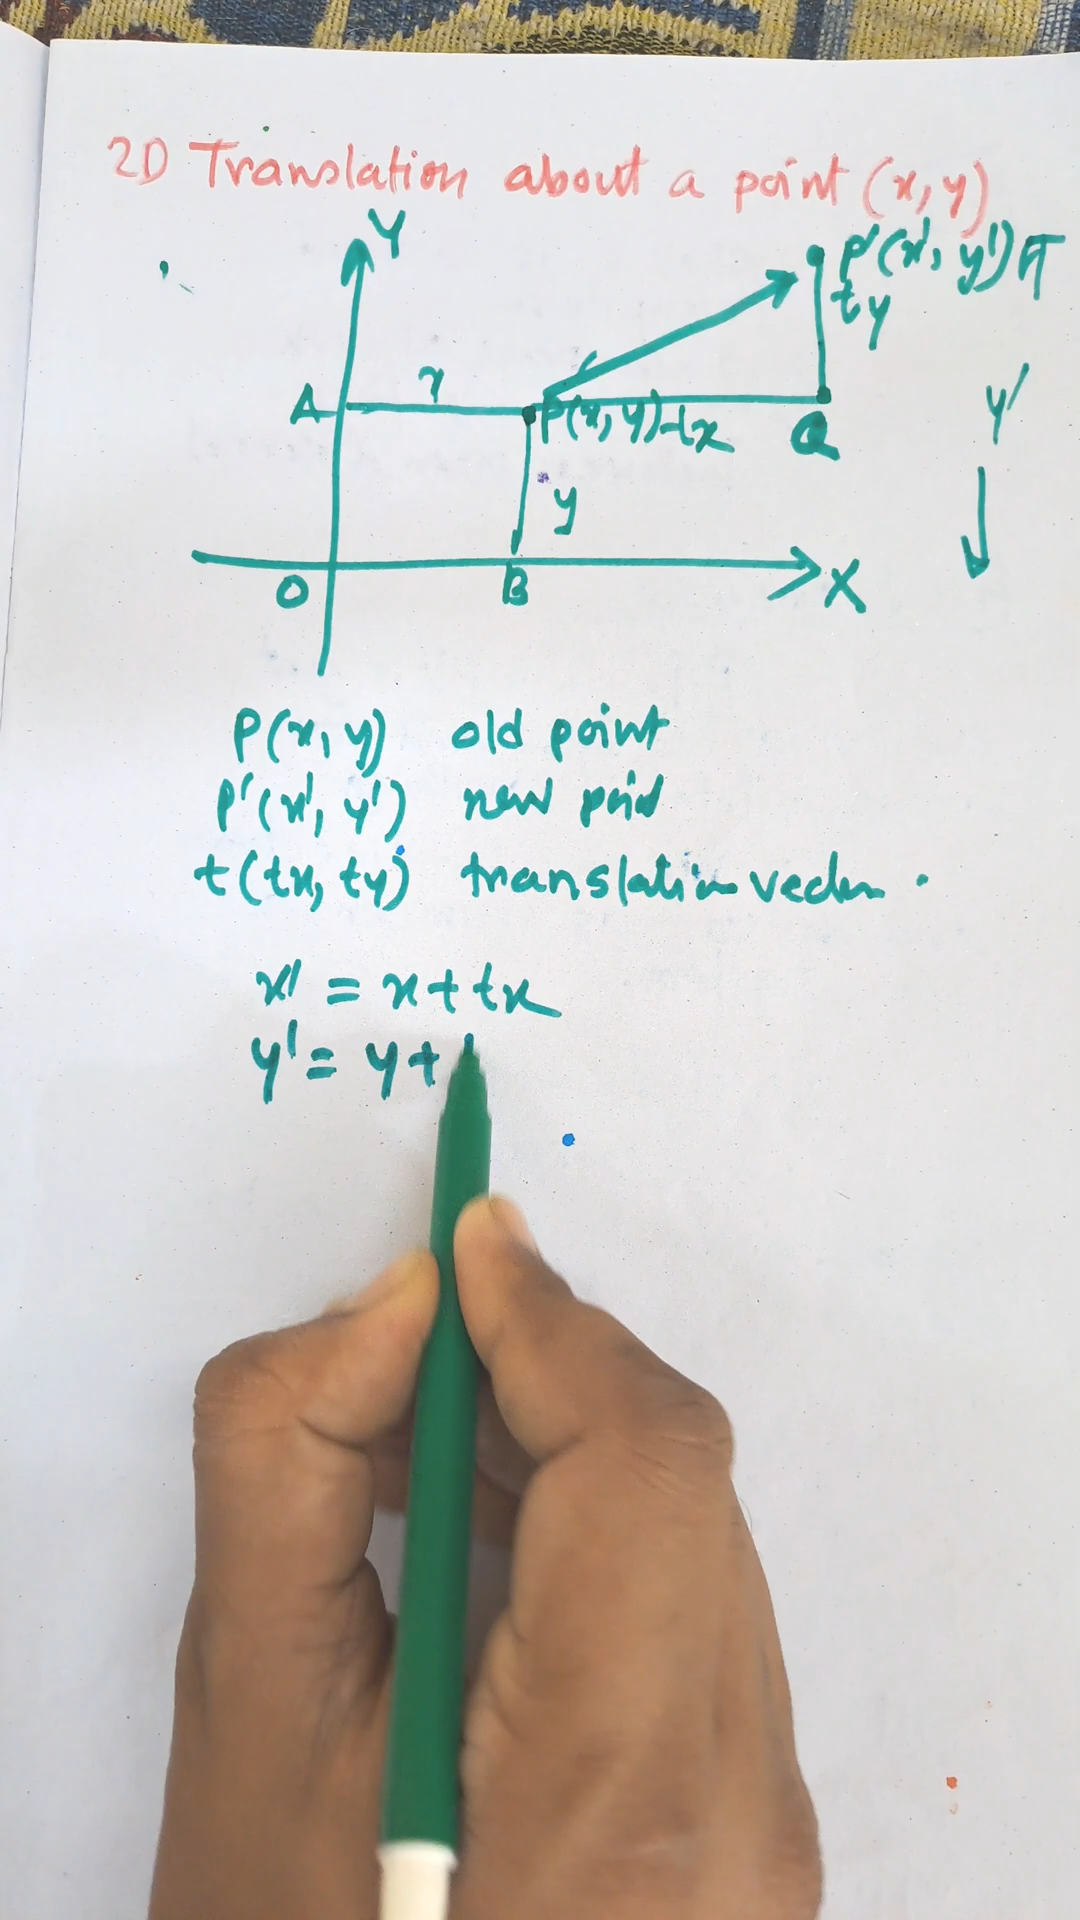 2D Translation about a point (x, y)
Y
P'(x', y')
ty
x
A
P(x, y) tx
Q
y'
y
O
B
X
P(x, y) old point
P'(x', y') new point
t(tx, ty) translation vector.
x' = x + tx
y' = y +